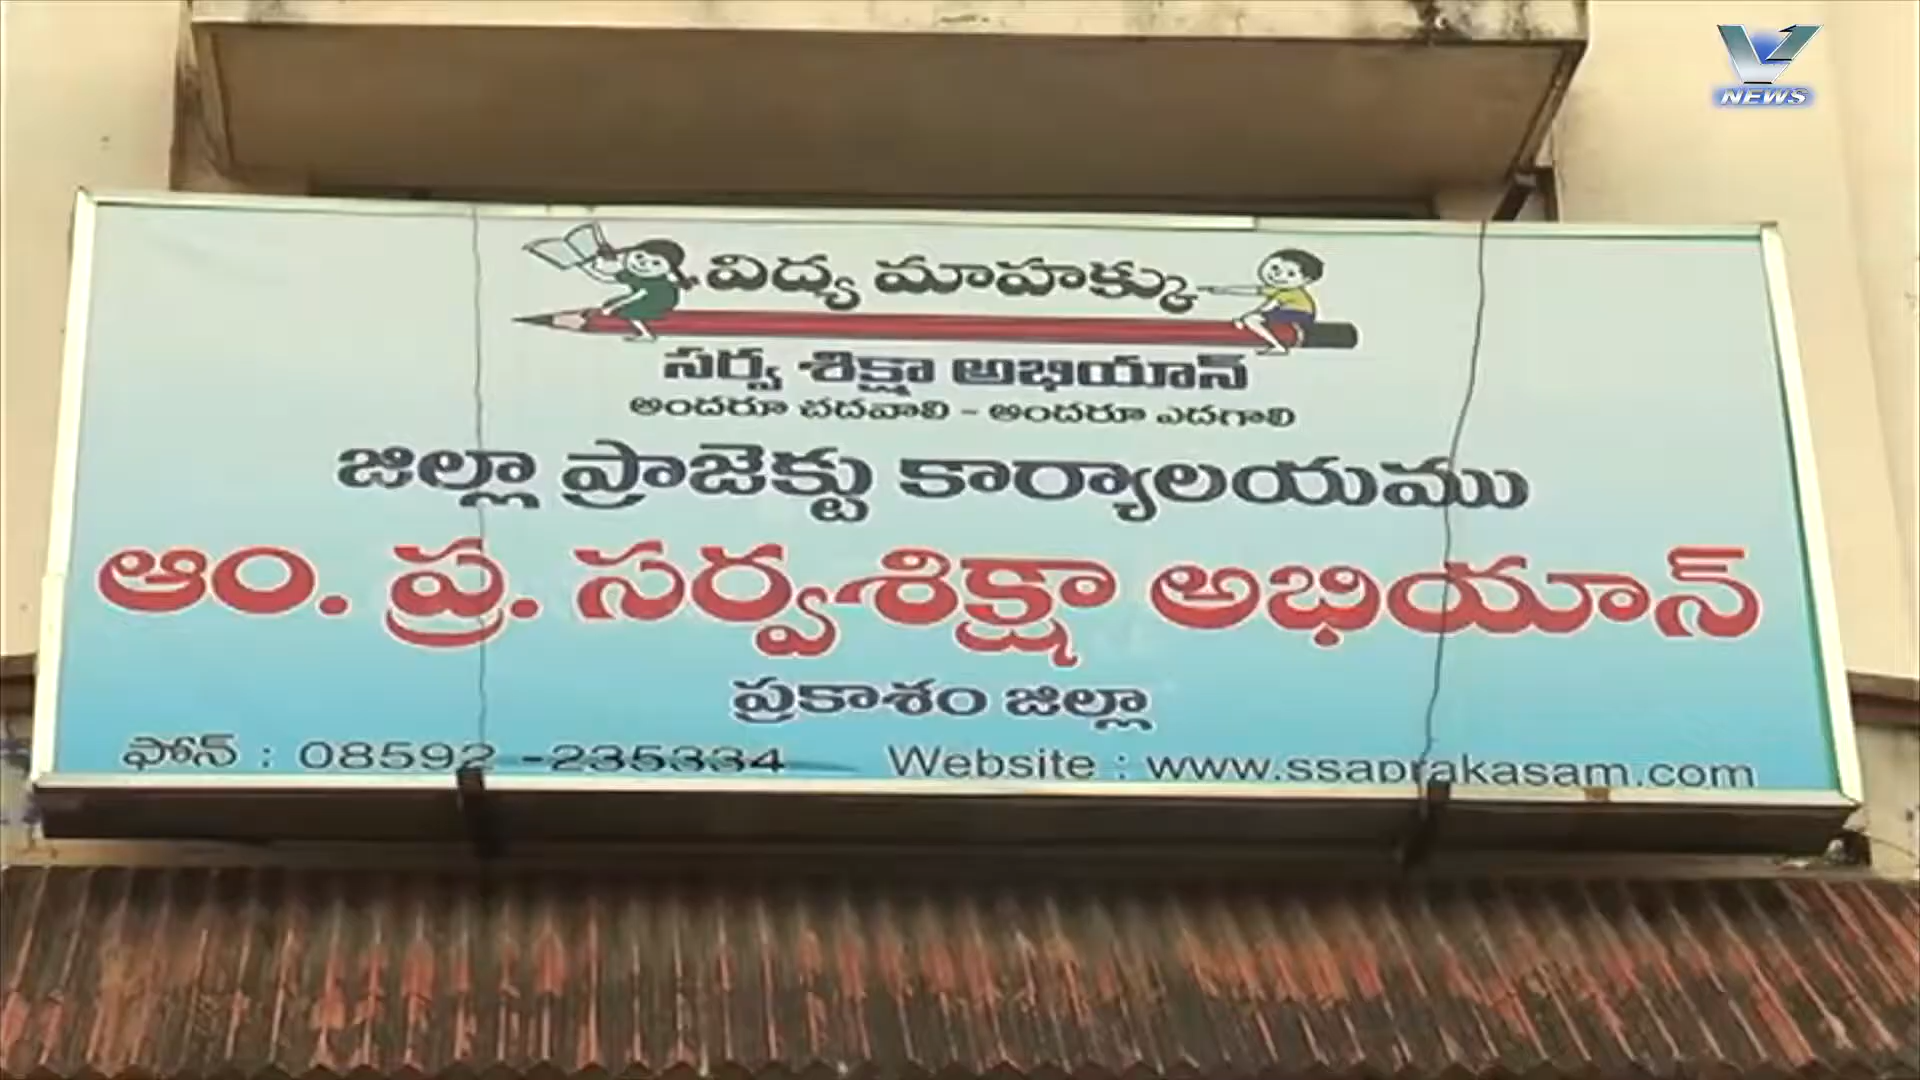 V1
NEWS
విద్య మాహక్కు
సర్వ శిక్షా అభియాన్
అందరూ చదవాలి - అందరూ ఎదగాలి
జిల్లా ప్రాజెక్టు కార్యాలయము
ఆం. ప్ర. సర్వశిక్షా అభియాన్
ప్రకాశం జిల్లా
ఫోన్ : 08592 -235334 Website : www.ssaprakasam.com